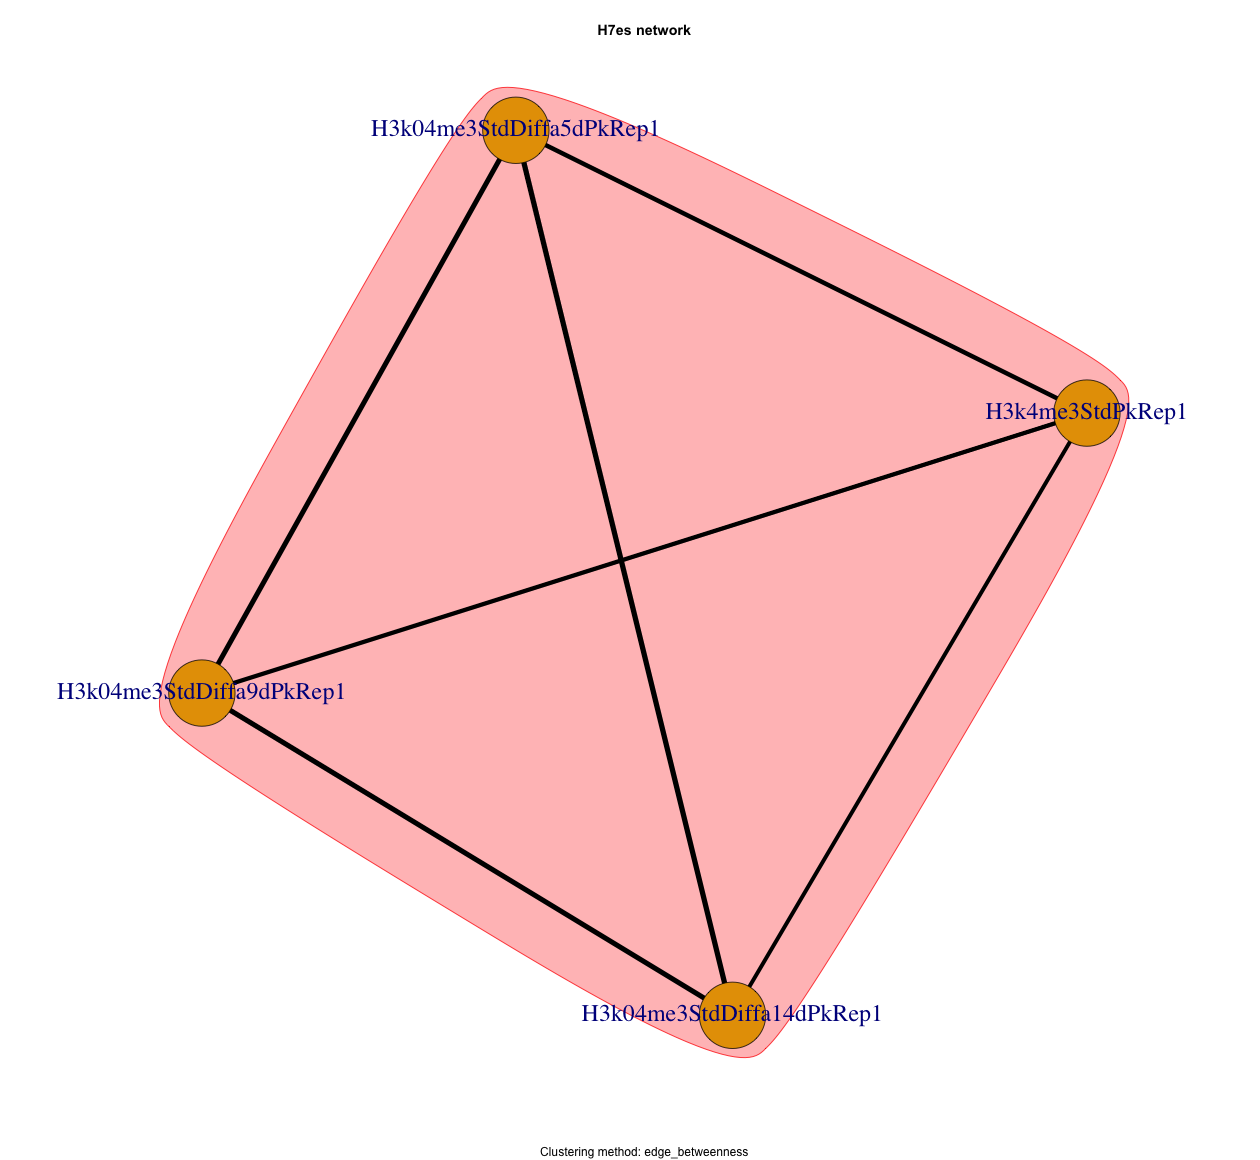 H7es network
H3k04me3StdDiffa5dPkRep1
H3k4me3StdPkRep1
H3k04me3StdDiffa9dPkRep1
H3k04me3StdDiffa14dPkRep1
Clustering method: edge_betweenness